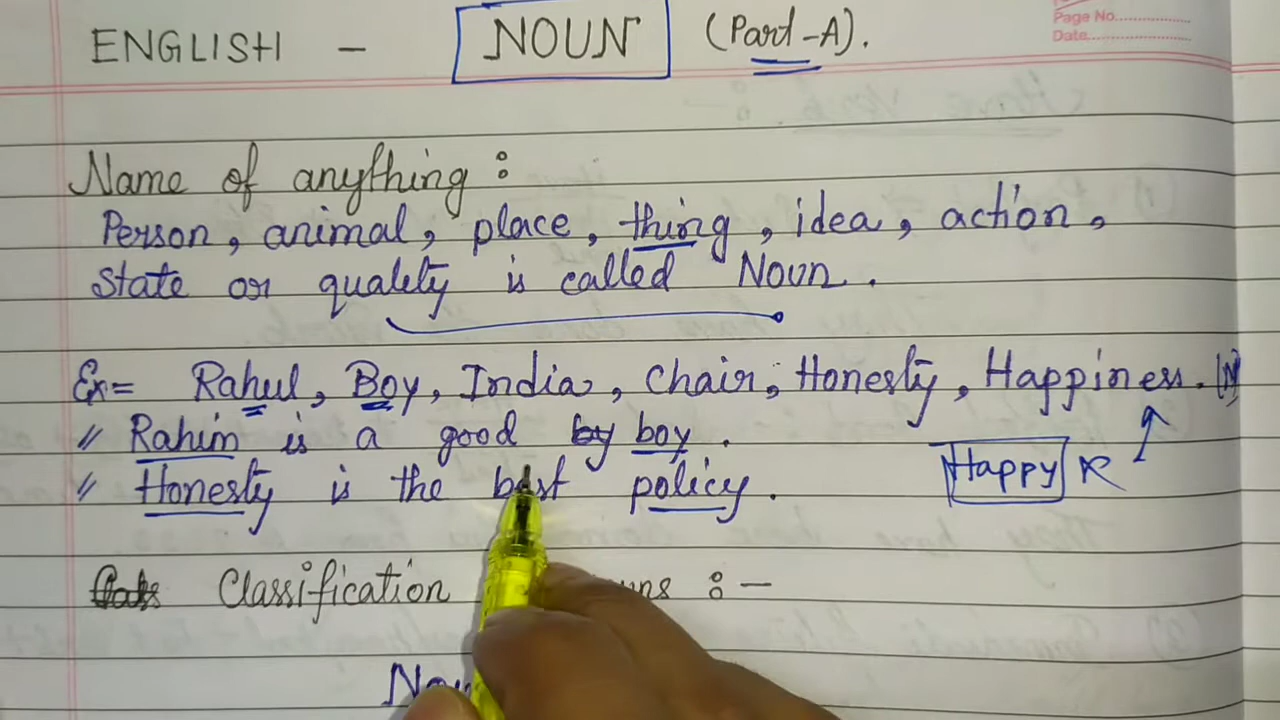 ENGLISH - NOUN (Part-A).
Page No.
Date
Name of anything :
Person, animal, place, thing, idea, action,
State or quality is called Noun.
Ex= Rahul, Boy, India, Chair, Honesty, Happiness. (N)
" Rahim is a good by boy.
Happy
" Honesty is the best policy.
Classification :-